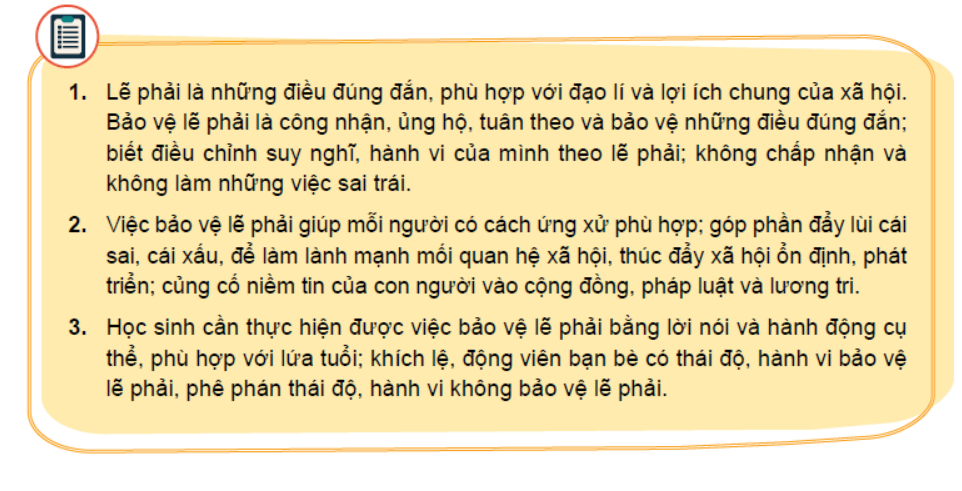 1. Lẽ phải là những điều đúng đắn, phù hợp với đạo lí và lợi ích chung của xã hội.
Bảo vệ lẽ phải là công nhận, ủng hộ, tuân theo và bảo vệ những điều đúng đắn;
biết điều chỉnh suy nghĩ, hành vi của mình theo lẽ phải; không chấp nhận và
không làm những việc sai trái.
2. Việc bảo vệ lẽ phải giúp mỗi người có cách ứng xử phù hợp; góp phần đẩy lùi cái
sai, cái xấu, để làm lành mạnh mối quan hệ xã hội, thúc đẩy xã hội ổn định, phát
triển; củng cố niềm tin của con người vào cộng đồng, pháp luật và lương tri.
3. Học sinh cần thực hiện được việc bảo vệ lẽ phải bằng lời nói và hành động cụ
thể, phù hợp với lứa tuổi; khích lệ, động viên bạn bè có thái độ, hành vi bảo vệ
lẽ phải, phê phán thái độ, hành vi không bảo vệ lẽ phải.